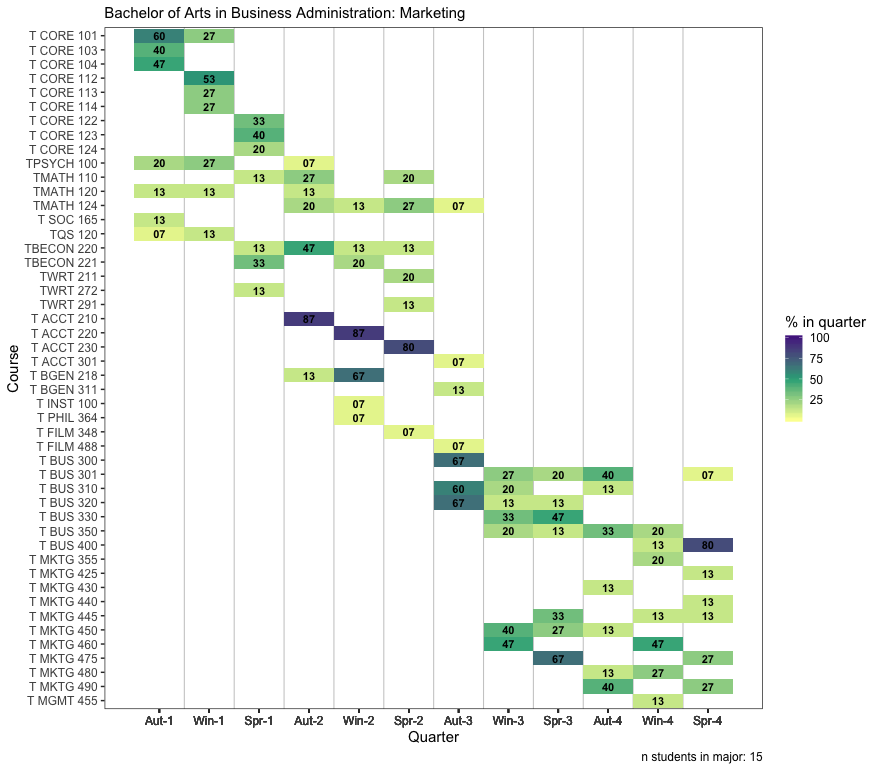 Bachelor of Arts in Business Administration: Marketing
T CORE 101 60 27
T CORE 103 40
T CORE 104 47
T CORE 112 53
T CORE 113 27
T CORE 114 27
T CORE 122 33
T CORE 123 40
T CORE 124 20
TPSYCH 100 20 27 07
TMATH 110 13 27 20
TMATH 120 13 13 13
TMATH 124 20 13 27 07
T SOC 165 13
TQS 120 07 13
TBECON 220 13 47 13 13
TBECON 221 33 20
TWRT 211 20
TWRT 272 13
TWRT 291 13
T ACCT 210 87
T ACCT 220 87
T ACCT 230 80
T ACCT 301 07
T BGEN 218 13 67
T BGEN 311 13
T INST 100 07
T PHIL 364 07
T FILM 348 07
T FILM 488 07
T BUS 300 67
T BUS 301 27 20 40 07
T BUS 310 60 20 13
T BUS 320 67 13 13
T BUS 330 33 47
T BUS 350 20 13 33 20
T BUS 400 13 80
T MKTG 355 20
T MKTG 425 13
T MKTG 430 13
T MKTG 440 13
T MKTG 445 33 13 13
T MKTG 450 40 27 13
T MKTG 460 47 47
T MKTG 475 67 27
T MKTG 480 13 27
T MKTG 490 40 27
T MGMT 455 13
Course
Aut-1 Win-1 Spr-1 Aut-2 Win-2 Spr-2 Aut-3 Win-3 Spr-3 Aut-4 Win-4 Spr-4
Quarter
% in quarter
100
75
50
25
n students in major: 15